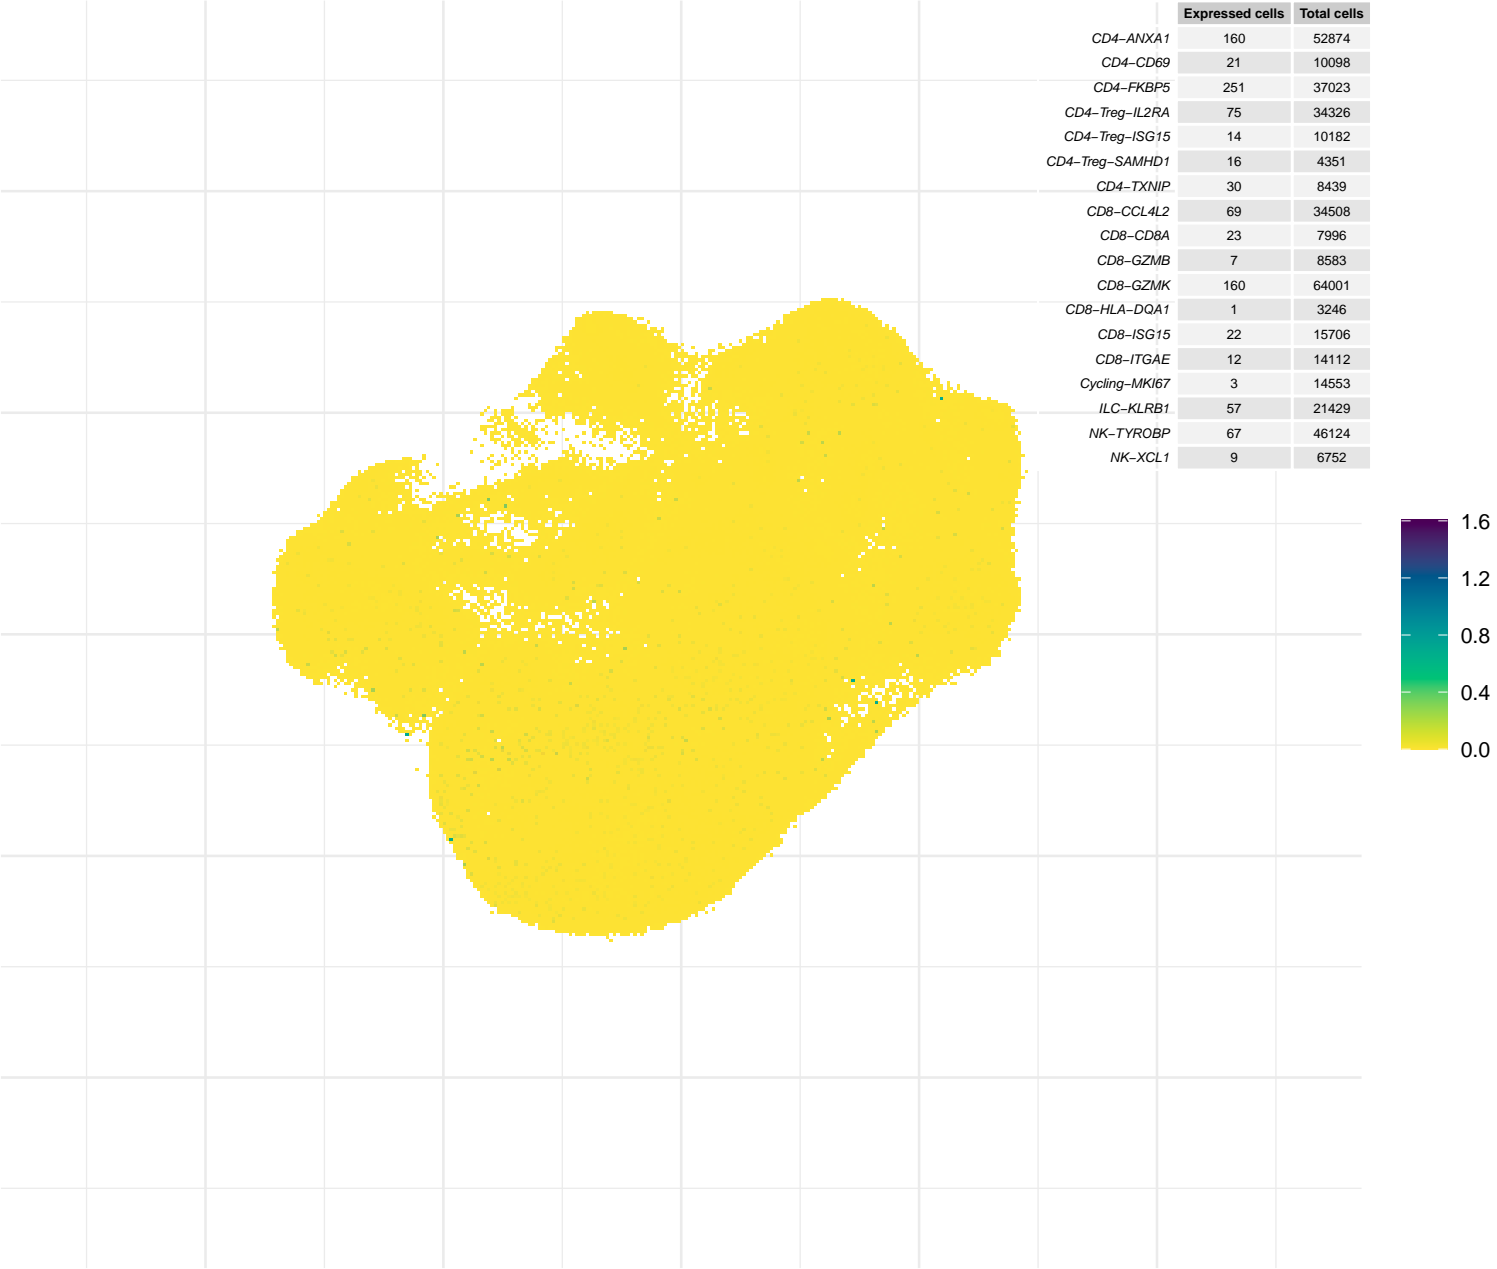 Expressed cells Total cells
CD4−ANXA1 160 52874
CD4−CD69 21 10098
CD4−FKBP5 251 37023
CD4−Treg−IL2RA 75 34326
CD4−Treg−ISG15 14 10182
CD4−Treg−SAMHD1 16 4351
CD4−TXNIP 30 8439
CD8−CCL4L2 69 34508
CD8−CD8A 23 7996
CD8−GZMB 7 8583
CD8−GZMK 160 64001
CD8−HLA−DQA1 1 3246
CD8−ISG15 22 15706
CD8−ITGAE 12 14112
Cycling−MKI67 3 14553
ILC−KLRB1 57 21429
NK−TYROBP 67 46124
NK−XCL1 9 6752
1.6
1.2
0.8
0.4
0.0